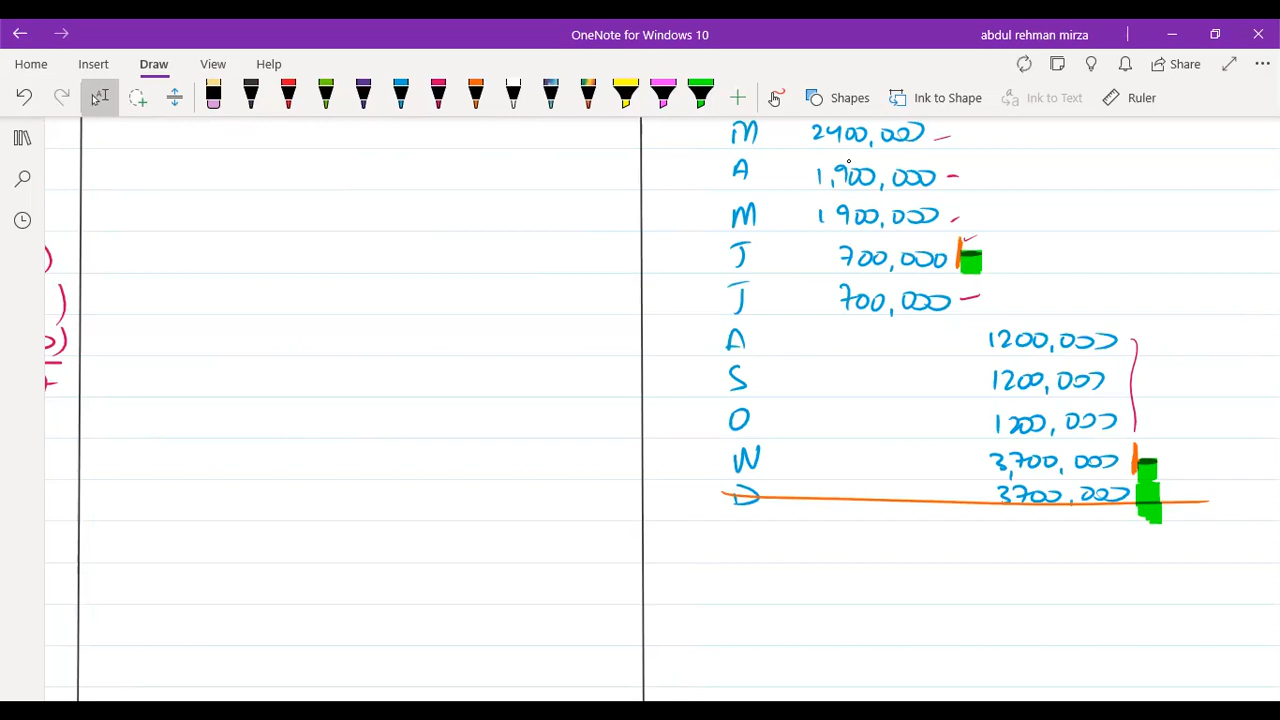 OneNote for Windows 10
abdul rehman mirza
Home Insert Draw View Help
Share
Shapes
Ink to Shape
Ink to Text
Ruler
M 2400,000 -
A 1,900,000 -
M 1900,000 -
J 700,000
J 700,000 -
A 1200,000
S 1200,000
O 1200,000
N 3,700,000
D 3,700,000